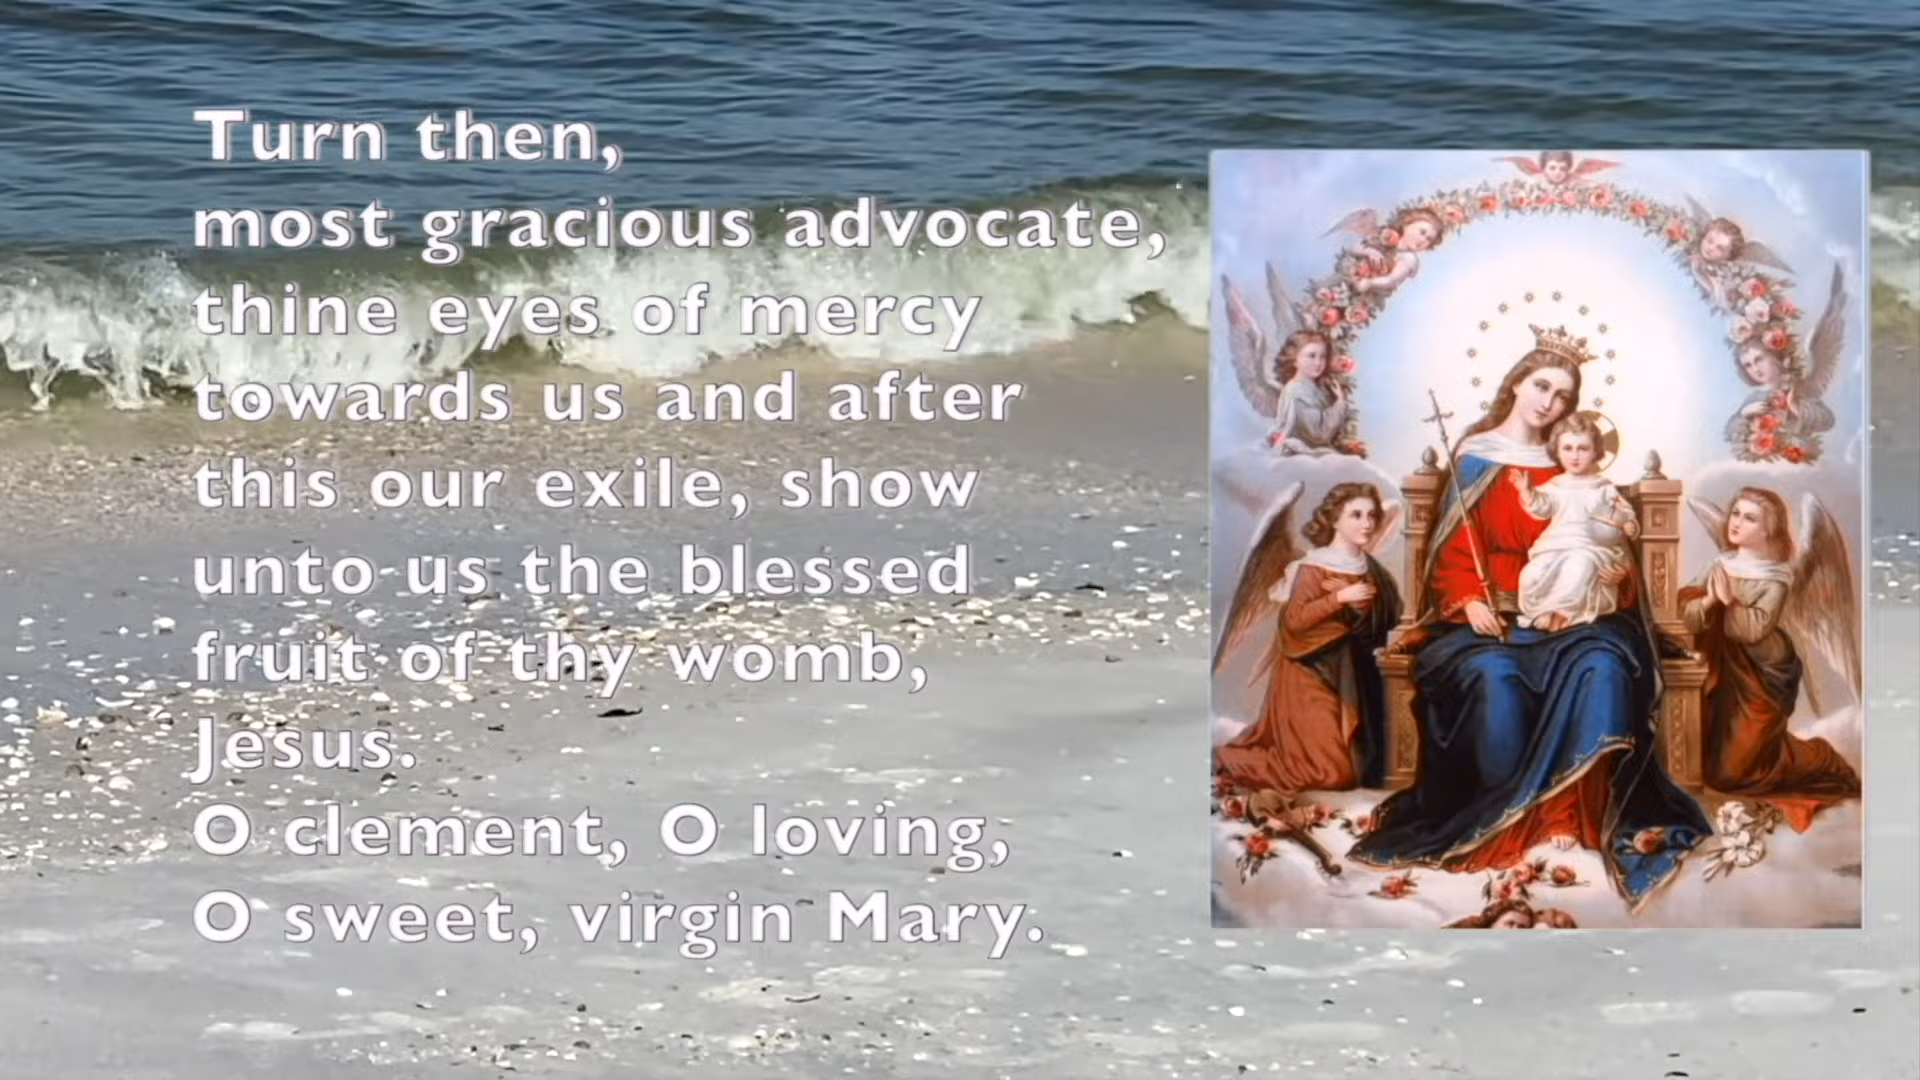 Turn then,
most gracious advocate,
thine eyes of mercy
towards us and after
this our exile, show
unto us the blessed
fruit of thy womb,
Jesus.
O clement, O loving,
O sweet, virgin Mary.